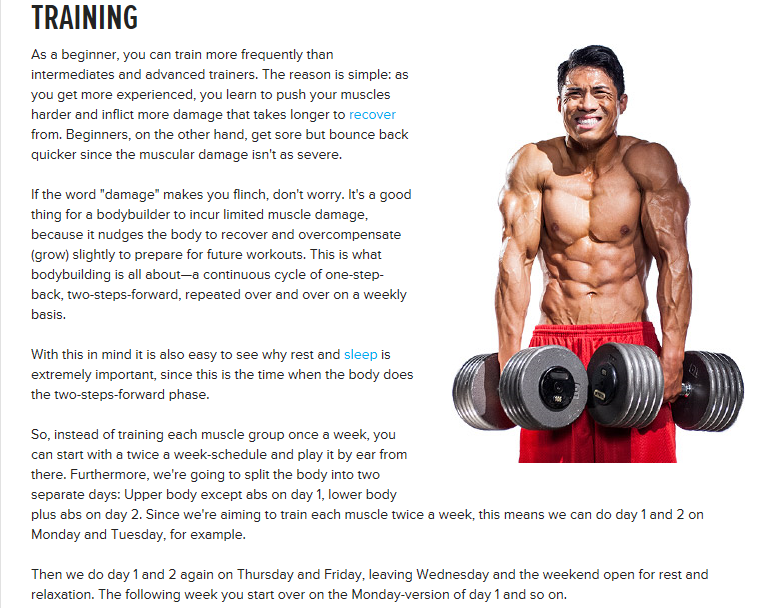 TRAINING
As a beginner, you can train more frequently than
intermediates and advanced trainers. The reason is simple: as
you get more experienced, you learn to push your muscles
harder and inflict more damage that takes longer to recover
from. Beginners, on the other hand, get sore but bounce back
quicker since the muscular damage isn't as severe.
If the word "damage" makes you flinch, don't worry. It's a good
thing for a bodybuilder to incur limited muscle damage,
because it nudges the body to recover and overcompensate
(grow) slightly to prepare for future workouts. This is what
bodybuilding is all about—a continuous cycle of one-step-
back, two-steps-forward, repeated over and over on a weekly
basis.
With this in mind it is also easy to see why rest and sleep is
extremely important, since this is the time when the body does
the two-steps-forward phase.
So, instead of training each muscle group once a week, you
can start with a twice a week-schedule and play it by ear from
there. Furthermore, we're going to split the body into two
separate days: Upper body except abs on day 1, lower body
plus abs on day 2. Since we're aiming to train each muscle twice a week, this means we can do day 1 and 2 on
Monday and Tuesday, for example.
Then we do day 1 and 2 again on Thursday and Friday, leaving Wednesday and the weekend open for rest and
relaxation. The following week you start over on the Monday-version of day 1 and so on.